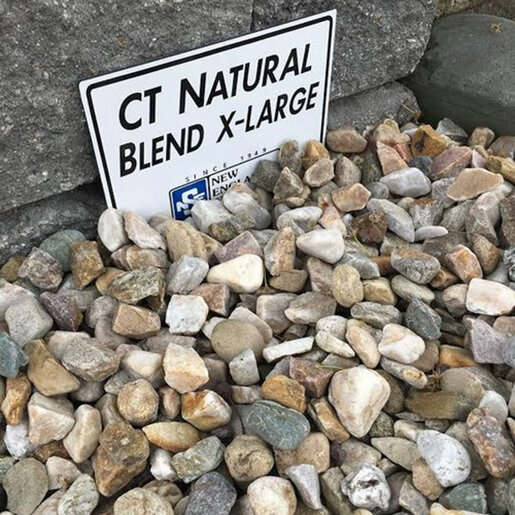 CT NATURAL
BLEND X-LARGE
SINCE 1949
NEW
ENGLA